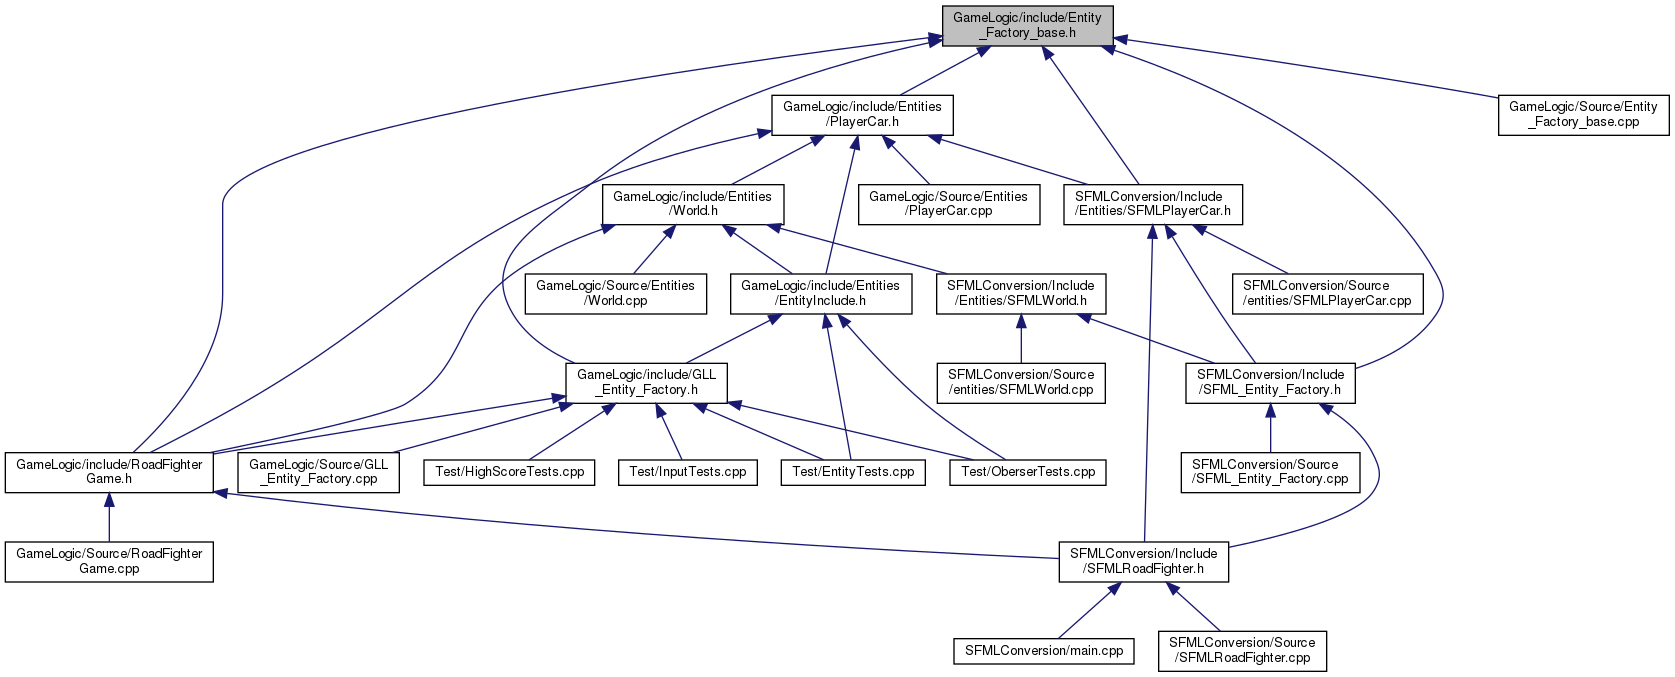 GameLogic/include/Entity
_Factory_base.h
GameLogic/include/Entities
/PlayerCar.h
GameLogic/Source/Entity
_Factory_base.cpp
GameLogic/include/Entities
/World.h
GameLogic/Source/Entities
/PlayerCar.cpp
SFMLConversion/Include
/Entities/SFMLPlayerCar.h
GameLogic/Source/Entities
/World.cpp
GameLogic/include/Entities
/EntityInclude.h
SFMLConversion/Include
/Entities/SFMLWorld.h
SFMLConversion/Source
/entities/SFMLPlayerCar.cpp
GameLogic/include/GLL
_Entity_Factory.h
SFMLConversion/Source
/entities/SFMLWorld.cpp
SFMLConversion/Include
/SFML_Entity_Factory.h
GameLogic/include/RoadFighter
Game.h
GameLogic/Source/GLL
_Entity_Factory.cpp
Test/HighScoreTests.cpp
Test/InputTests.cpp
Test/EntityTests.cpp
Test/OberserTests.cpp
SFMLConversion/Source
/SFML_Entity_Factory.cpp
GameLogic/Source/RoadFighter
Game.cpp
SFMLConversion/Include
/SFMLRoadFighter.h
SFMLConversion/main.cpp
SFMLConversion/Source
/SFMLRoadFighter.cpp